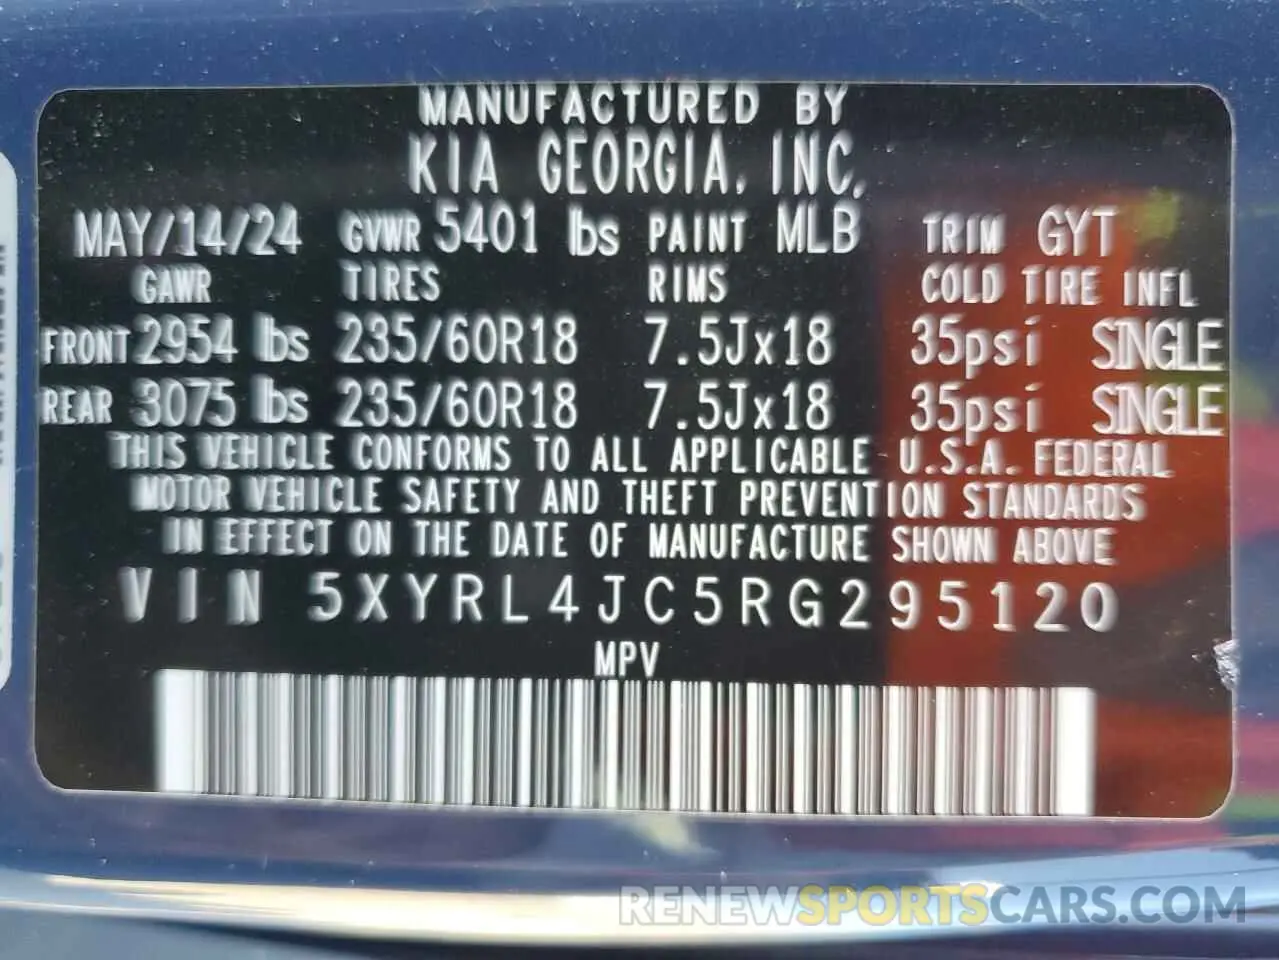 MANUFACTURED BY
KIA GEORGIA, INC.
MAY/14/24 GVWR 5401 lbs PAINT MLB TRIM GYT
GAWR TIRES RIMS COLD TIRE INFL
FRONT 2954 lbs 235/60R18 7.5Jx18 35psi SINGLE
REAR 3075 lbs 235/60R18 7.5Jx18 35psi SINGLE
THIS VEHICLE CONFORMS TO ALL APPLICABLE U.S.A. FEDERAL
MOTOR VEHICLE SAFETY AND THEFT PREVENTION STANDARDS
IN EFFECT ON THE DATE OF MANUFACTURE SHOWN ABOVE
VIN 5XYRL4JC5RG295120
MPV
RENEWSPORTSCARS.COM